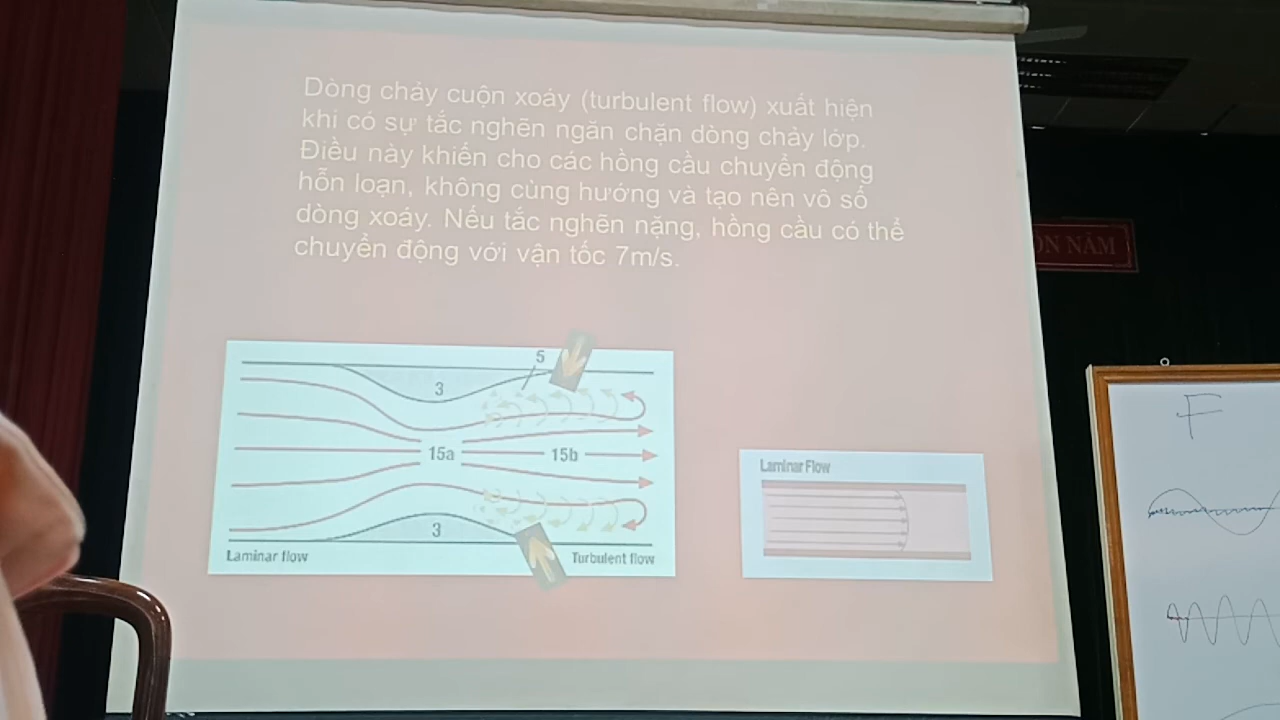 Dòng chảy cuộn xoáy (turbulent flow) xuất hiện
khi có sự tắc nghẽn ngăn chặn dòng chảy lớp.
Điều này khiến cho các hồng cầu chuyển động
hỗn loạn, không cùng hướng và tạo nên vô số
dòng xoáy. Nếu tắc nghẽn nặng, hồng cầu có thể
chuyển động với vận tốc 7m/s.
5
3
15a
15b
3
Laminar flow
Turbulent flow
Laminar Flow
NĂM
F